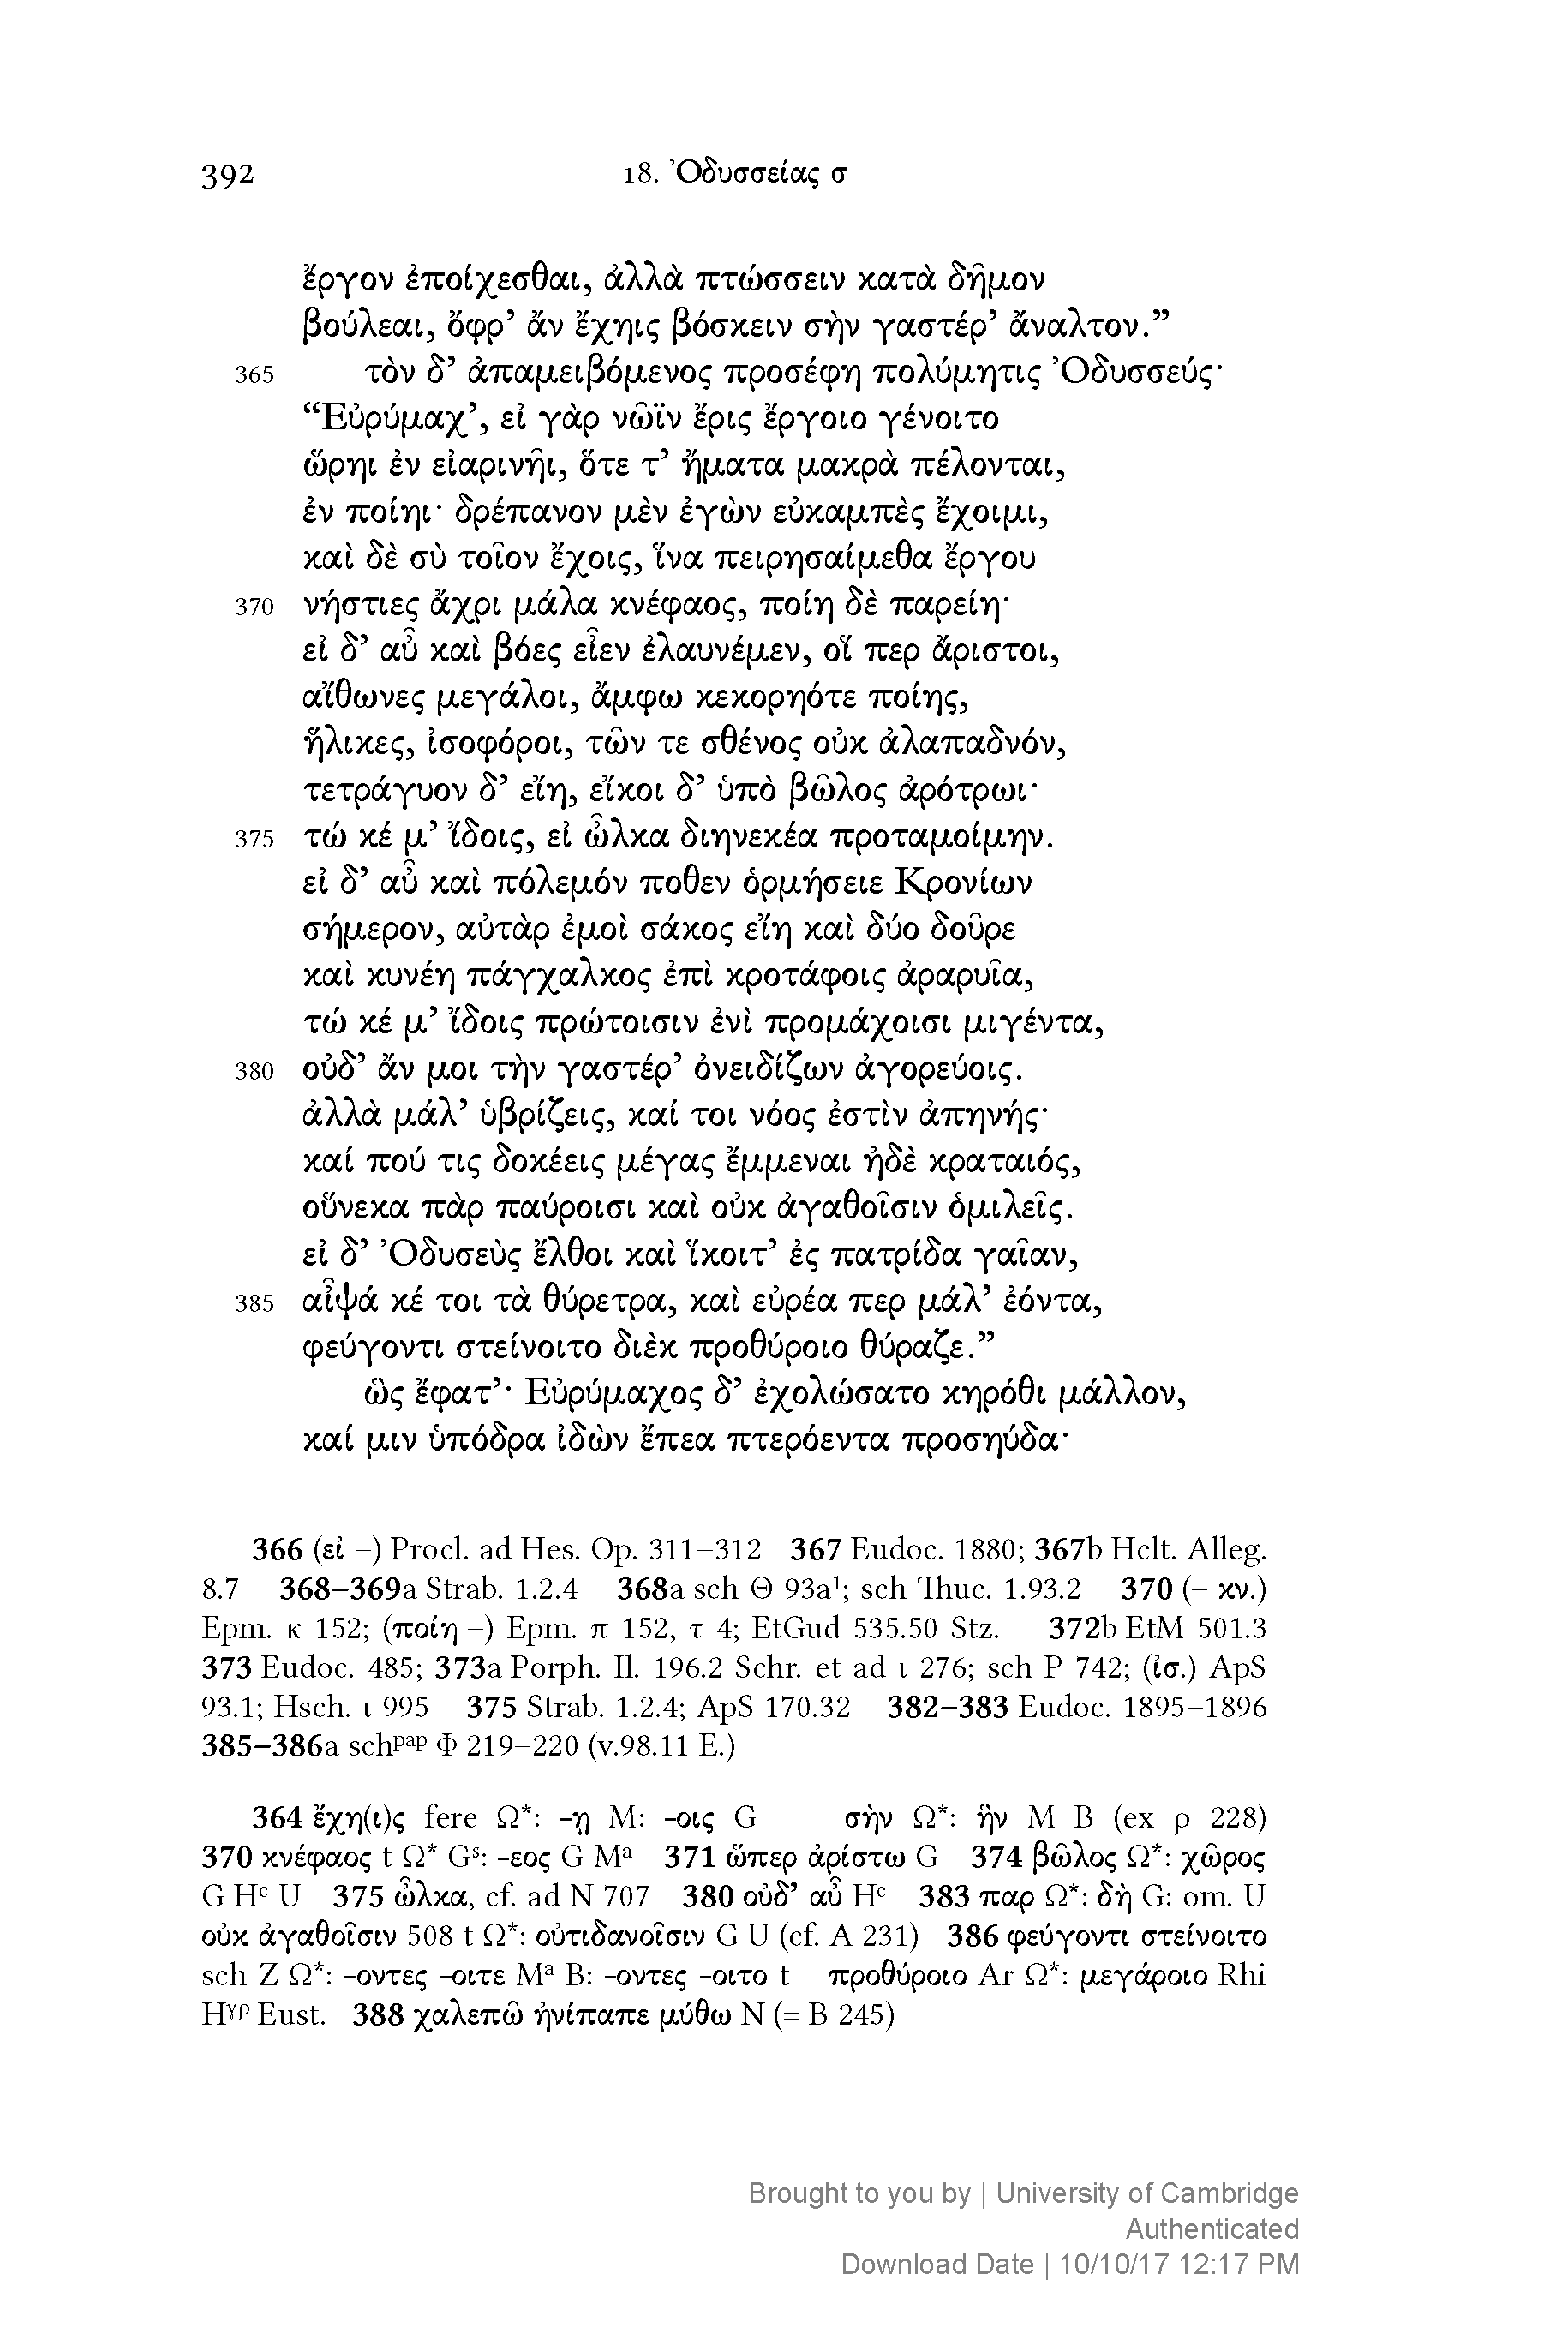 392
18. Ὀδυσσείας σ
ἔργον ἐποίχεσθαι, ἀλλὰ πτώσσειν κατὰ δῆμον
βούλεαι, ὄφρ’ ἂν ἔχηις βόσκειν σὴν γαστέρ’ ἄναλτον.”
365 τὸν δ’ ἀπαμειβόμενος προσέφη πολύμητις Ὀδυσσεύς·
“Εὐρύμαχ’, εἰ γὰρ νῶϊν ἔρις ἔργοιο γένοιτο
ὥρηι ἐν εἰαρινῆι, ὅτε τ’ ἤματα μακρὰ πέλονται,
ἐν ποίηι· δρέπανον μὲν ἐγὼν εὐκαμπὲς ἔχοιμι,
καὶ δὲ σὺ τοῖον ἔχοις, ἵνα πειρησαίμεθα ἔργου
370 νήστιες ἄχρι μάλα κνέφαος, ποίη δὲ παρείη·
εἰ δ’ αὖ καὶ βόες εἶεν ἐλαυνέμεν, οἵ περ ἄριστοι,
αἴθωνες μεγάλοι, ἄμφω κεκορηότε ποίης,
ἥλικες, ἰσοφόροι, τῶν τε σθένος οὐκ ἀλαπαδνόν,
τετράγυον δ’ εἴη, εἴκοι δ’ ὑπὸ βῶλος ἀρότρωι·
375 τώ κέ μ’ ἴδοις, εἰ ὦλκα διηνεκέα προταμοίμην.
εἰ δ’ αὖ καὶ πόλεμόν ποθεν ὁρμήσειε Κρονίων
σήμερον, αὐτὰρ ἐμοὶ σάκος εἴη καὶ δύο δοῦρε
καὶ κυνέη πάγχαλκος ἐπὶ κροτάφοις ἀραρυῖα,
τώ κέ μ’ ἴδοις πρώτοισιν ἐνὶ προμάχοισι μιγέντα,
380 οὐδ’ ἄν μοι τὴν γαστέρ’ ὀνειδίζων ἀγορεύοις.
ἀλλὰ μάλ’ ὑβρίζεις, καί τοι νόος ἐστὶν ἀπηνής·
καί πού τις δοκέεις μέγας ἔμμεναι ἠδὲ κραταιός,
οὕνεκα πὰρ παύροισι καὶ οὐκ ἀγαθοῖσιν ὁμιλεῖς.
εἰ δ’ Ὀδυσεὺς ἔλθοι καὶ ἵκοιτ’ ἐς πατρίδα γαῖαν,
385 αἶψά κέ τοι τὰ θύρετρα, καὶ εὐρέα περ μάλ’ ἐόντα,
φεύγοντι στείνοιτο διὲκ προθύροιο θύραζε.”
ὣς ἔφατ’· Εὐρύμαχος δ’ ἐχολώσατο κηρόθι μάλλον,
καί μιν ὑπόδρα ἰδὼν ἔπεα πτερόεντα προσηύδα·
366 (εἰ –) Procl. ad Hes. Op. 311–312 367 Eudoc. 1880; 367b Hclt. Alleg.
8.7 368–369a Strab. 1.2.4 368a sch Θ 93a¹; sch Thuc. 1.93.2 370 (– κν.)
Epm. κ 152; (ποίη –) Epm. π 152, τ 4; EtGud 535.50 Stz. 372b EtM 501.3
373 Eudoc. 485; 373a Porph. Il. 196.2 Schr. et ad ι 276; sch P 742; (ἰσ.) ApS
93.1; Hsch. ι 995 375 Strab. 1.2.4; ApS 170.32 382–383 Eudoc. 1895–1896
385–386a schᵖᵃᵖ Φ 219–220 (v.98.11 E.)
364 ἔχη(ι)ς fere Ω*: -ῃ M: -οις G σὴν Ω*: ἣν M B (ex ρ 228)
370 κνέφαος t Ω* Gˢ: -εος G Mᵃ 371 ὥπερ ἀρίστω G 374 βῶλος Ω*: χῶρος
G Hᶜ U 375 ὦλκα, cf. ad N 707 380 οὐδ’ αὖ Hᶜ 383 παρ Ω*: δὴ G: om. U
οὐκ ἀγαθοῖσιν 508 t Ω*: οὐτιδανοῖσιν G U (cf. A 231) 386 φεύγοντι στείνοιτο
sch Z Ω*: -οντες -οιτε Mᵃ B: -οντες -οιτο t προθύροιο Ar Ω*: μεγάροιο Rhi
Hᵞᵖ Eust. 388 χαλεπῶ ἠνίπαπε μύθω N (= B 245)
Brought to you by | University of Cambridge
Authenticated
Download Date | 10/10/17 12:17 PM